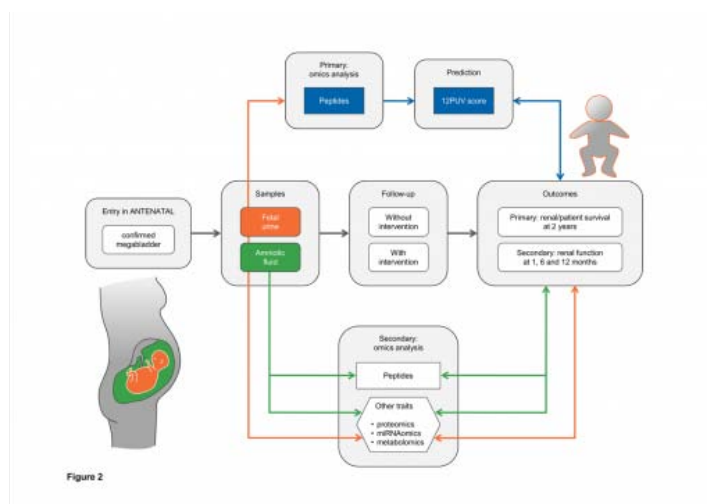 Primary:
omics analysis
Peptides
Prediction
12PUV score
Entry in ANTENATAL
confirmed
megabladder
Samples
Fetal
urine
Amniotic
fluid
Follow-up
Without
intervention
With
intervention
Outcomes
Primary: renal/patient survival
at 2 years
Secondary: renal function
at 1, 6 and 12 months
Secondary:
omics analysis
Peptides
Other traits
• proteomics
• miRNAomics
• metabolomics
Figure 2